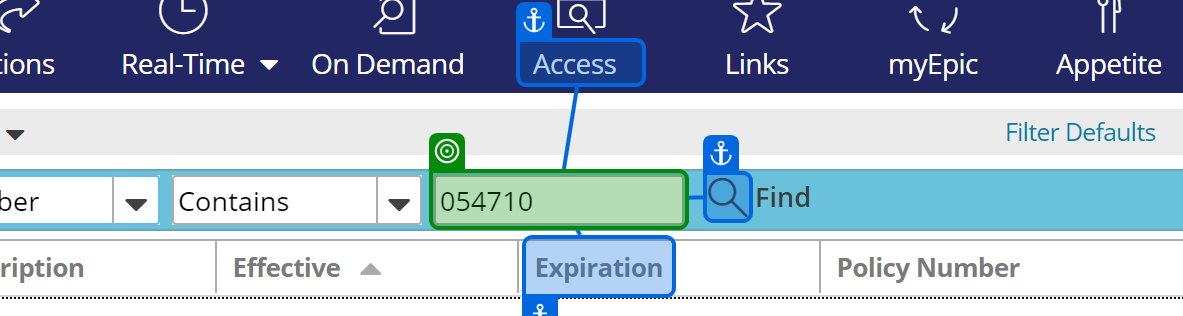 tions Real-Time On Demand Access Links myEpic Appetite
Filter Defaults
ber Contains 054710 Find
ription Effective Expiration Policy Number